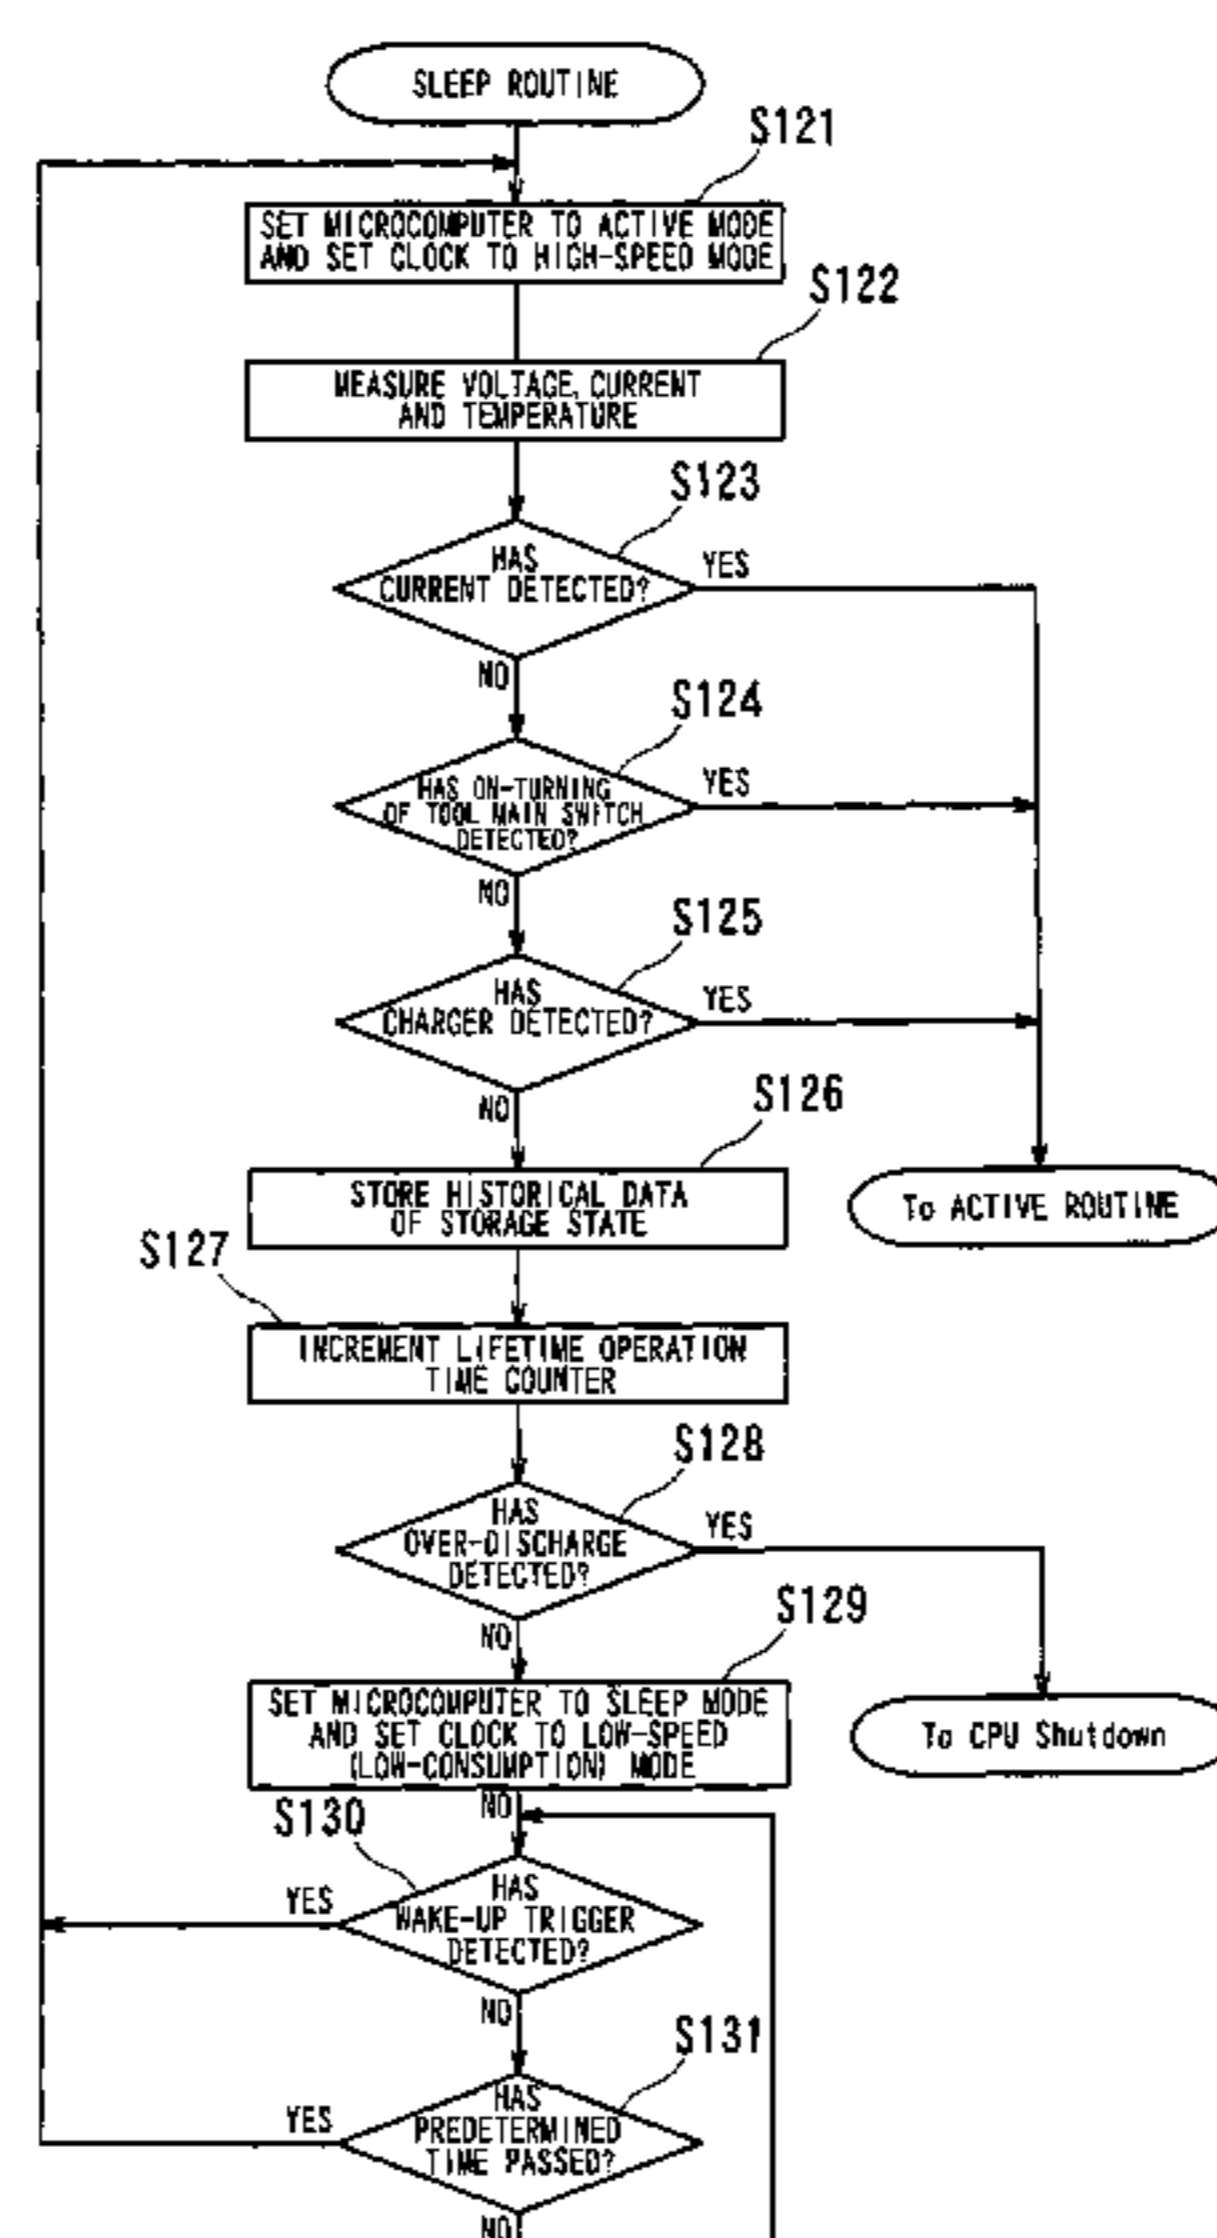 SLEEP ROUTINE
S121
SET MICROCOMPUTER TO ACTIVE MODE
AND SET CLOCK TO HIGH-SPEED MODE
S122
MEASURE VOLTAGE, CURRENT
AND TEMPERATURE
S123
HAS
CURRENT DETECTED?
YES
NO
S124
HAS ON-TURNING
OF TOOL MAIN SWITCH
DETECTED?
YES
NO
S125
HAS
CHARGER DETECTED?
YES
NO
S126
STORE HISTORICAL DATA
OF STORAGE STATE
To ACTIVE ROUTINE
S127
INCREMENT LIFETIME OPERATION
TIME COUNTER
S128
HAS
OVER-DISCHARGE
DETECTED?
YES
NO
S129
SET MICROCOMPUTER TO SLEEP MODE
AND SET CLOCK TO LOW-SPEED
(LOW-CONSUMPTION) MODE
To CPU Shutdown
NO
S130
HAS
WAKE-UP TRIGGER
DETECTED?
YES
NO
S131
HAS
PREDETERMINED
TIME PASSED?
YES
NO